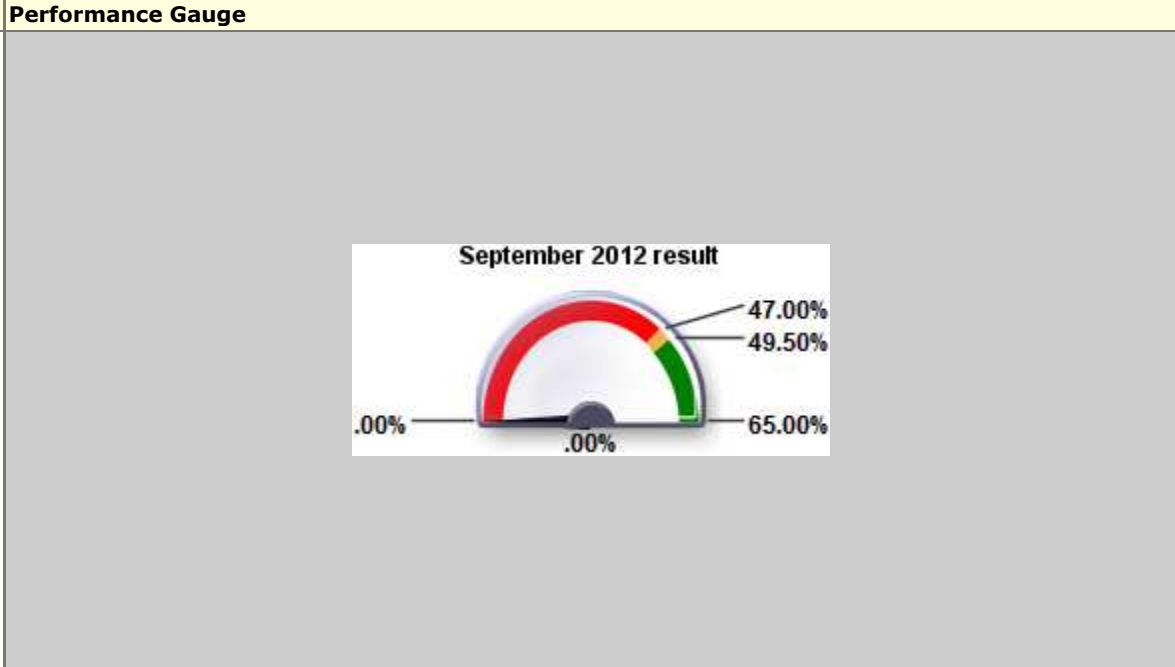 Performance Gauge
September 2012 result
47.00%
49.50%
.00%
65.00%
.00%